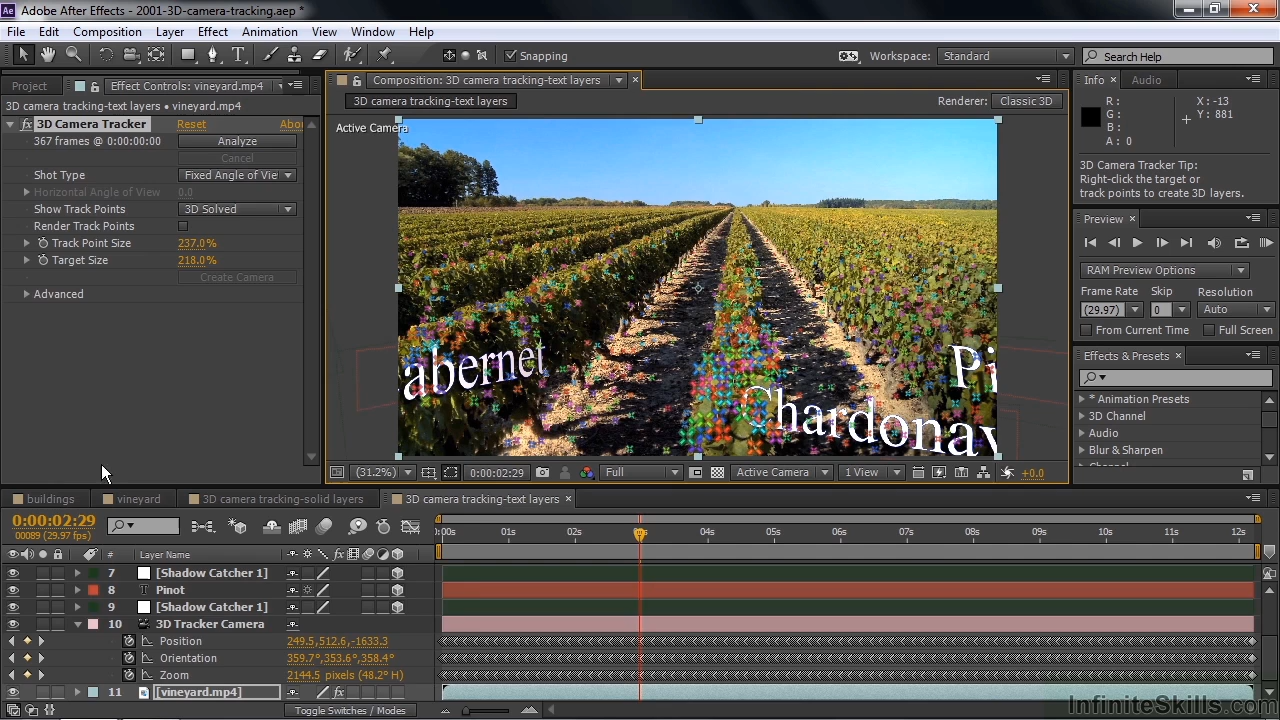 Ae Adobe After Effects - 2001-3D-camera-tracking.aep *
File Edit Composition Layer Effect Animation View Window Help
T Snapping Workspace: Standard Search Help
Project Effect Controls: vineyard.mp4
3D camera tracking-text layers • vineyard.mp4
fx 3D Camera Tracker Reset Abo
367 frames @ 0:00:00:00 Analyze
Cancel
Shot Type Fixed Angle of Vie
Horizontal Angle of View 0.0
Show Track Points 3D Solved
Render Track Points
Track Point Size 237.0%
Target Size 218.0%
Create Camera
Advanced
Composition: 3D camera tracking-text layers
3D camera tracking-text layers Renderer: Classic 3D
Active Camera
abernet
Chardonay
Pi
(31.2%) 0:00:02:29 Full Active Camera 1 View +0.0
Info Audio
R : X : -13
G : Y : 881
B :
A : 0
3D Camera Tracker Tip:
Right-click the target or
track points to create 3D layers.
Preview
RAM Preview Options
Frame Rate Skip Resolution
(29.97) 0 Auto
From Current Time Full Screen
Effects & Presets
* Animation Presets
3D Channel
Audio
Blur & Sharpen
Channel
buildings vineyard 3D camera tracking-solid layers 3D camera tracking-text layers
0:00:02:29
00089 (29.97 fps)
0:00s 01s 02s 04s 05s 06s 07s 08s 09s 10s 11s 12s
# Layer Name fx
7 [Shadow Catcher 1]
8 T Pinot
9 [Shadow Catcher 1]
10 3D Tracker Camera
Position 249.5,512.6,-1633.3
Orientation 359.7°,353.6°,358.4°
Zoom 2144.5 pixels (48.2° H)
11 [vineyard.mp4] fx
Toggle Switches / Modes
InfiniteSkills.com